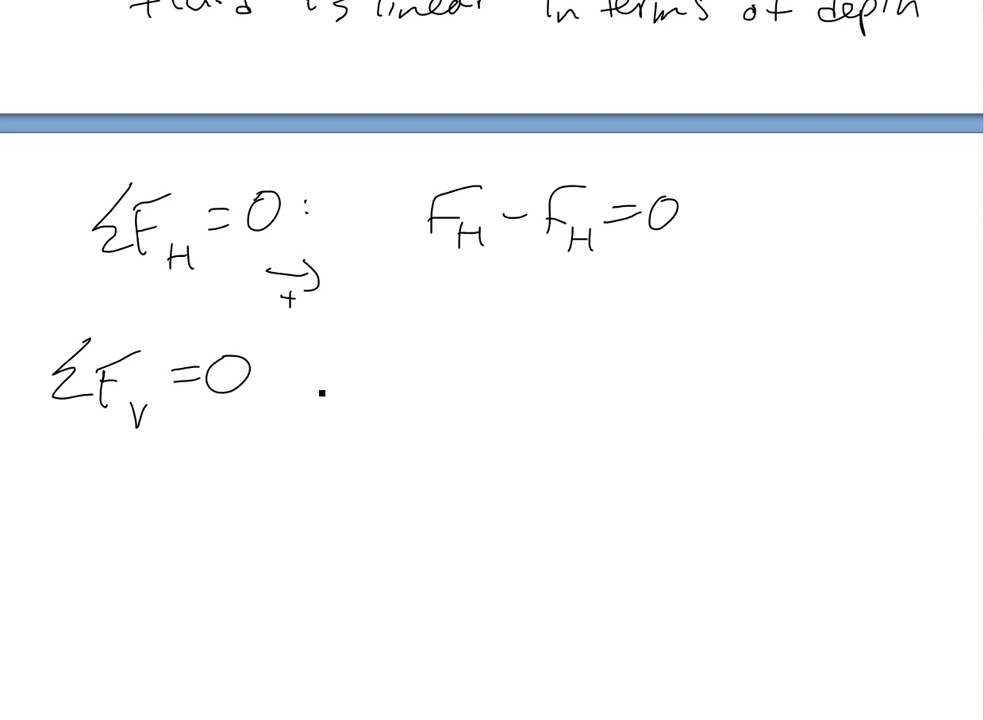 fluid is linear in terms of depth
ΣF_H = 0 : F_H - F_H = 0
→ +
ΣF_V = 0